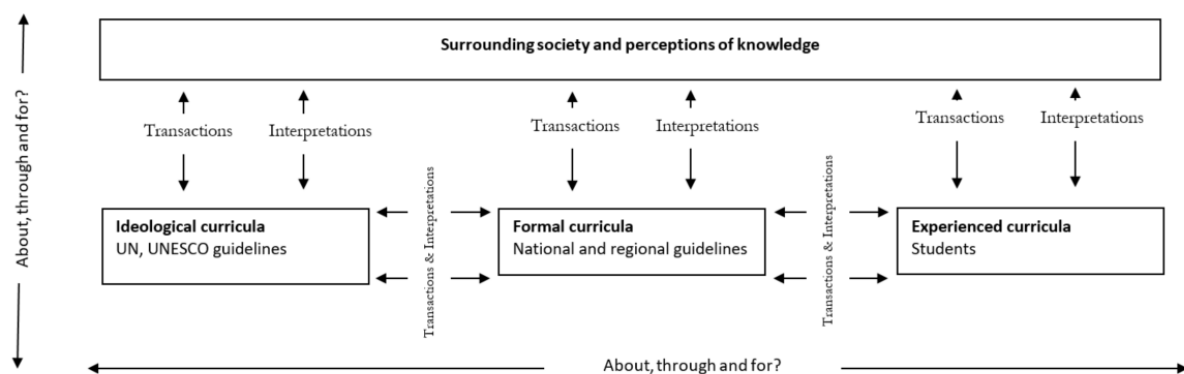 Surrounding society and perceptions of knowledge
About, through and for?
Transactions Interpretations Transactions Interpretations Transactions Interpretations
Ideological curricula
UN, UNESCO guidelines
Transactions & Interpretations
Formal curricula
National and regional guidelines
Transactions & Interpretations
Experienced curricula
Students
About, through and for?